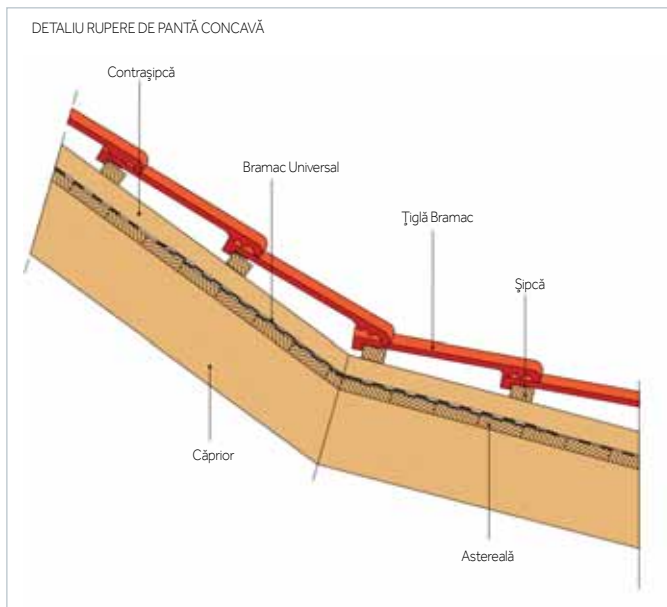 DETALIU RUPERE DE PANTĂ CONCAVĂ
Contraşipcă
Bramac Universal
Ţiglă Bramac
Şipcă
Căprior
Astereală